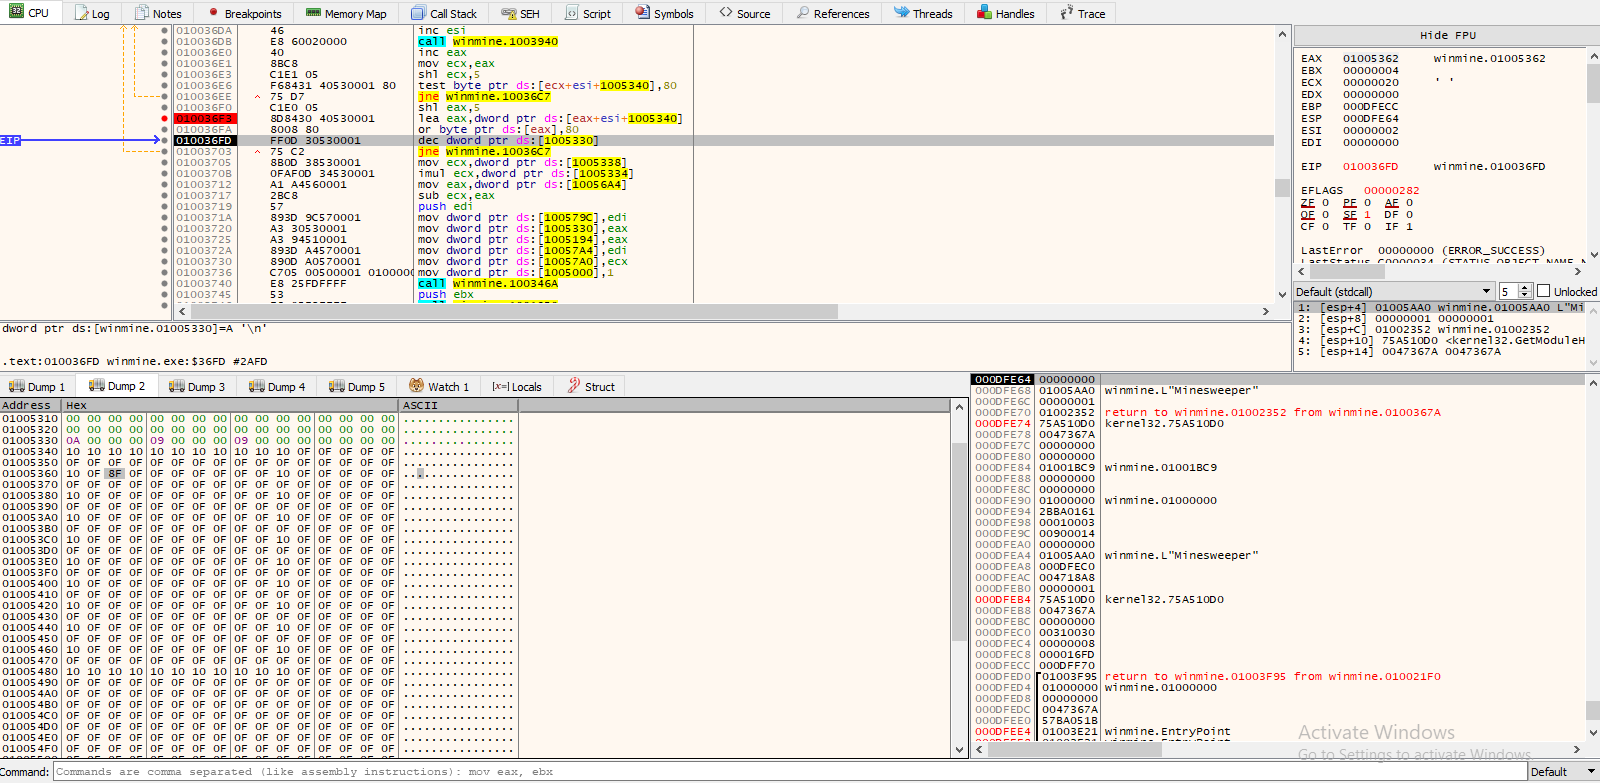 CPU Log Notes Breakpoints Memory Map Call Stack SEH Script Symbols Source References Threads Handles Trace
010036DA 46 inc esi
010036DB E8 60020000 call winmine.1003940
010036E0 40 inc eax
010036E1 8BC8 mov ecx,eax
010036E3 C1E1 05 shl ecx,5
010036E6 F68431 40530001 80 test byte ptr ds:[ecx+esi+1005340],80
010036EE 75 D7 jne winmine.10036C7
010036F0 C1E0 05 shl eax,5
010036F3 8D8430 40530001 lea eax,dword ptr ds:[eax+esi+1005340]
010036FA 8008 80 or byte ptr ds:[eax],80
EIP 010036FD FF0D 30530001 dec dword ptr ds:[1005330]
01003703 75 C2 jne winmine.10036C7
01003705 8B0D 38530001 mov ecx,dword ptr ds:[1005338]
0100370B 0FAF0D 34530001 imul ecx,dword ptr ds:[1005334]
01003712 A1 A4560001 mov eax,dword ptr ds:[10056A4]
01003717 2BC8 sub ecx,eax
01003719 57 push edi
0100371A 893D 9C570001 mov dword ptr ds:[100579C],edi
01003720 A3 30530001 mov dword ptr ds:[1005330],eax
01003725 A3 94510001 mov dword ptr ds:[1005194],eax
0100372A 893D A4570001 mov dword ptr ds:[10057A4],edi
01003730 890D A0570001 mov dword ptr ds:[10057A0],ecx
01003736 C705 00500001 0100000 mov dword ptr ds:[1005000],1
01003740 E8 25FDFFFF call winmine.100346A
01003745 53 push ebx
dword ptr ds:[winmine.01005330]=A '\n'
.text:010036FD winmine.exe:$36FD #2AFD
Hide FPU
EAX 01005362 winmine.01005362
EBX 00000004
ECX 00000020 ' '
EDX 00000000
EBP 000DFECC
ESP 000DFE64
ESI 00000002
EDI 00000000
EIP 010036FD winmine.010036FD
EFLAGS 00000282
ZF 0 PF 0 AF 0
OF 0 SF 1 DF 0
CF 0 TF 0 IF 1
LastError 00000000 (ERROR_SUCCESS)
LastStatus C0000034 (STATUS_OBJECT_NAME_N
Default (stdcall) 5 Unlocked
1: [esp+4] 01005AA0 winmine.01005AA0 L"Mi
2: [esp+8] 00000001 00000001
3: [esp+C] 01002352 winmine.01002352
4: [esp+10] 75A510D0 <kernel32.GetModuleH
5: [esp+14] 0047367A 0047367A
Dump 1 Dump 2 Dump 3 Dump 4 Dump 5 Watch 1 [x=] Locals Struct
Address Hex ASCII
01005310 00 00 00 00 00 00 00 00 00 00 00 00 00 00 00 00 ................
01005320 00 00 00 00 00 00 00 00 00 00 00 00 00 00 00 00 ................
01005330 0A 00 00 00 09 00 00 00 09 00 00 00 00 00 00 00 ................
01005340 10 10 10 10 10 10 10 10 10 10 10 0F 0F 0F 0F 0F ................
01005350 0F 0F 0F 0F 0F 0F 0F 0F 0F 0F 0F 0F 0F 0F 0F 0F ................
01005360 10 0F 8F 0F 0F 0F 0F 0F 0F 0F 10 0F 0F 0F 0F 0F ................
01005370 0F 0F 0F 0F 0F 0F 0F 0F 0F 0F 0F 0F 0F 0F 0F 0F ................
01005380 10 0F 0F 0F 0F 0F 0F 0F 0F 0F 10 0F 0F 0F 0F 0F ................
01005390 0F 0F 0F 0F 0F 0F 0F 0F 0F 0F 0F 0F 0F 0F 0F 0F ................
010053A0 10 0F 0F 0F 0F 0F 0F 0F 0F 0F 10 0F 0F 0F 0F 0F ................
010053B0 0F 0F 0F 0F 0F 0F 0F 0F 0F 0F 0F 0F 0F 0F 0F 0F ................
010053C0 10 0F 0F 0F 0F 0F 0F 0F 0F 0F 10 0F 0F 0F 0F 0F ................
010053D0 0F 0F 0F 0F 0F 0F 0F 0F 0F 0F 0F 0F 0F 0F 0F 0F ................
010053E0 10 0F 0F 0F 0F 0F 0F 0F 0F 0F 10 0F 0F 0F 0F 0F ................
010053F0 0F 0F 0F 0F 0F 0F 0F 0F 0F 0F 0F 0F 0F 0F 0F 0F ................
01005400 10 0F 0F 0F 0F 0F 0F 0F 0F 0F 10 0F 0F 0F 0F 0F ................
01005410 0F 0F 0F 0F 0F 0F 0F 0F 0F 0F 0F 0F 0F 0F 0F 0F ................
01005420 10 0F 0F 0F 0F 0F 0F 0F 0F 0F 10 0F 0F 0F 0F 0F ................
01005430 0F 0F 0F 0F 0F 0F 0F 0F 0F 0F 0F 0F 0F 0F 0F 0F ................
01005440 10 0F 0F 0F 0F 0F 0F 0F 0F 0F 10 0F 0F 0F 0F 0F ................
01005450 0F 0F 0F 0F 0F 0F 0F 0F 0F 0F 0F 0F 0F 0F 0F 0F ................
01005460 10 0F 0F 0F 0F 0F 0F 0F 0F 0F 10 0F 0F 0F 0F 0F ................
01005470 0F 0F 0F 0F 0F 0F 0F 0F 0F 0F 0F 0F 0F 0F 0F 0F ................
01005480 10 10 10 10 10 10 10 10 10 10 10 0F 0F 0F 0F 0F ................
01005490 0F 0F 0F 0F 0F 0F 0F 0F 0F 0F 0F 0F 0F 0F 0F 0F ................
010054A0 0F 0F 0F 0F 0F 0F 0F 0F 0F 0F 0F 0F 0F 0F 0F 0F ................
010054B0 0F 0F 0F 0F 0F 0F 0F 0F 0F 0F 0F 0F 0F 0F 0F 0F ................
010054C0 0F 0F 0F 0F 0F 0F 0F 0F 0F 0F 0F 0F 0F 0F 0F 0F ................
010054D0 0F 0F 0F 0F 0F 0F 0F 0F 0F 0F 0F 0F 0F 0F 0F 0F ................
010054E0 0F 0F 0F 0F 0F 0F 0F 0F 0F 0F 0F 0F 0F 0F 0F 0F ................
010054F0 0F 0F 0F 0F 0F 0F 0F 0F 0F 0F 0F 0F 0F 0F 0F 0F ................
000DFE64 00000000
000DFE68 01005AA0 winmine.L"Minesweeper"
000DFE6C 00000001
000DFE70 01002352 return to winmine.01002352 from winmine.0100367A
000DFE74 75A510D0 kernel32.75A510D0
000DFE78 0047367A
000DFE7C 00000000
000DFE80 00000000
000DFE84 01001BC9 winmine.01001BC9
000DFE88 00000000
000DFE8C 00000000
000DFE90 01000000 winmine.01000000
000DFE94 2BBA0161
000DFE98 00010003
000DFE9C 00900014
000DFEA0 00000000
000DFEA4 01005AA0 winmine.L"Minesweeper"
000DFEA8 000DFEC0
000DFEAC 004718A8
000DFEB0 00000001
000DFEB4 75A510D0 kernel32.75A510D0
000DFEB8 0047367A
000DFEBC 00000000
000DFEC0 00310030
000DFEC4 00000008
000DFEC8 000016FD
000DFECC 000DFF70
000DFED0 01003F95 return to winmine.01003F95 from winmine.010021F0
000DFED4 01000000 winmine.01000000
000DFED8 00000000
000DFEDC 0047367A
000DFEE0 57BA051B
000DFEE4 01003E21 winmine.EntryPoint
Activate Windows
Go to Settings to activate Windows.
Command: Commands are comma separated (like assembly instructions): mov eax, ebx Default